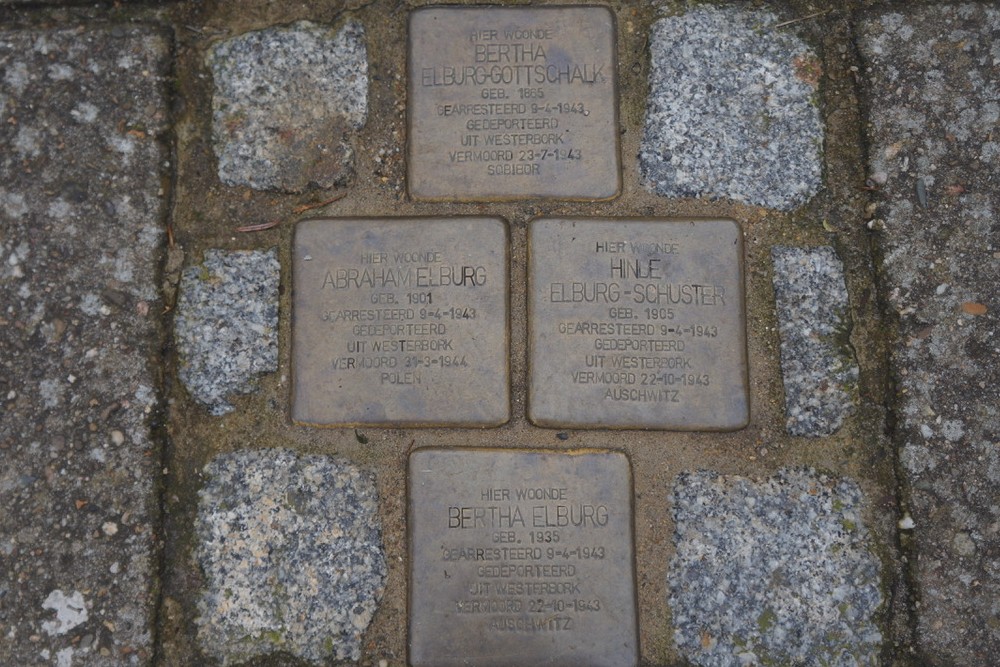 HIER WOONDE
BERTHA
ELBURG-GOTTSCHALK
GEB. 1865
GEARRESTEERD 9-4-1943
GEDEPORTEERD
UIT WESTERBORK
VERMOORD 23-7-1943
SOBIBOR
HIER WOONDE
ABRAHAM ELBURG
GEB. 1901
GEARRESTEERD 9-4-1943
GEDEPORTEERD
UIT WESTERBORK
VERMOORD 31-3-1944
POLEN
HIER WOONDE
HINDE
ELBURG-SCHUSTER
GEB. 1905
GEARRESTEERD 9-4-1943
GEDEPORTEERD
UIT WESTERBORK
VERMOORD 22-10-1943
AUSCHWITZ
HIER WOONDE
BERTHA ELBURG
GEB. 1935
GEARRESTEERD 9-4-1943
GEDEPORTEERD
UIT WESTERBORK
VERMOORD 22-10-1943
AUSCHWITZ